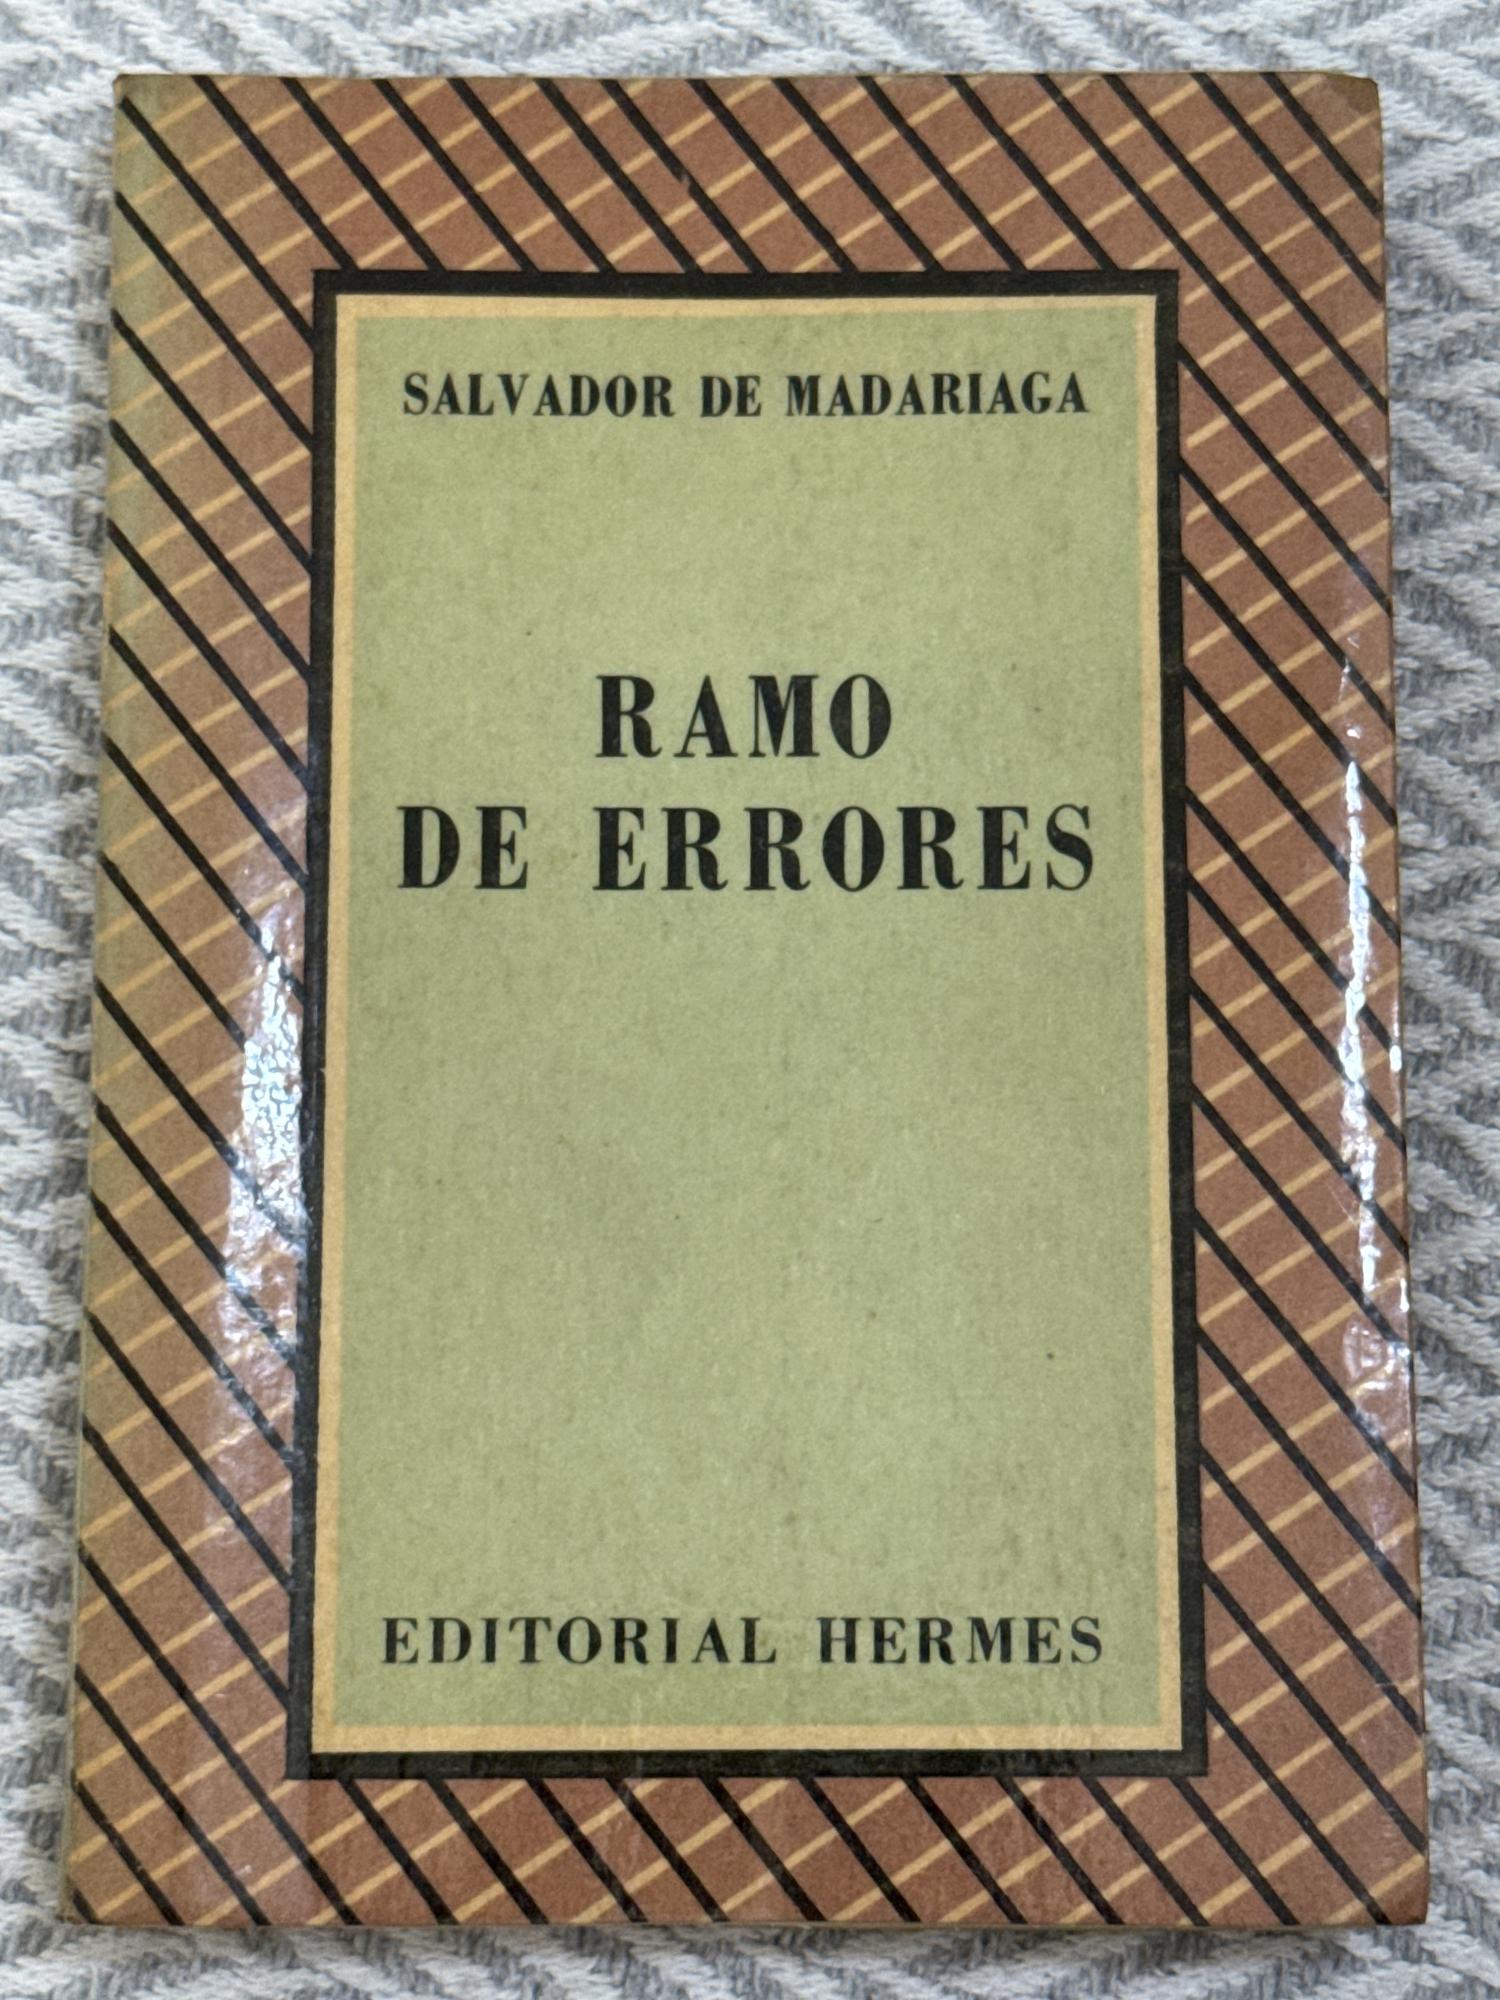 SALVADOR DE MADARIAGA
RAMO
DE ERRORES
EDITORIAL HERMES